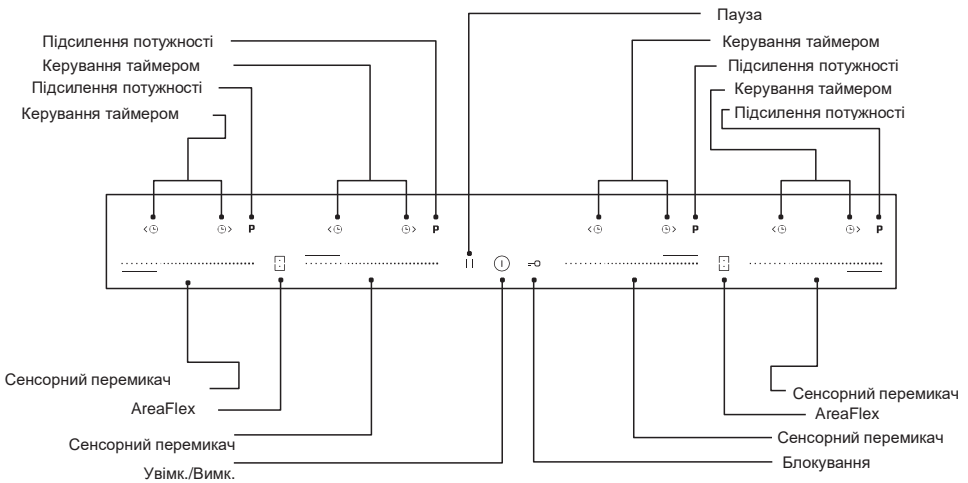 Пауза
Підсилення потужності
Керування таймером
Керування таймером
Підсилення потужності
Підсилення потужності
Керування таймером
Керування таймером
Підсилення потужності
P
P
P
P
Сенсорний перемикач
Сенсорний перемикач
AreaFlex
AreaFlex
Сенсорний перемикач
Сенсорний перемикач
Увімк./Вимк.
Блокування